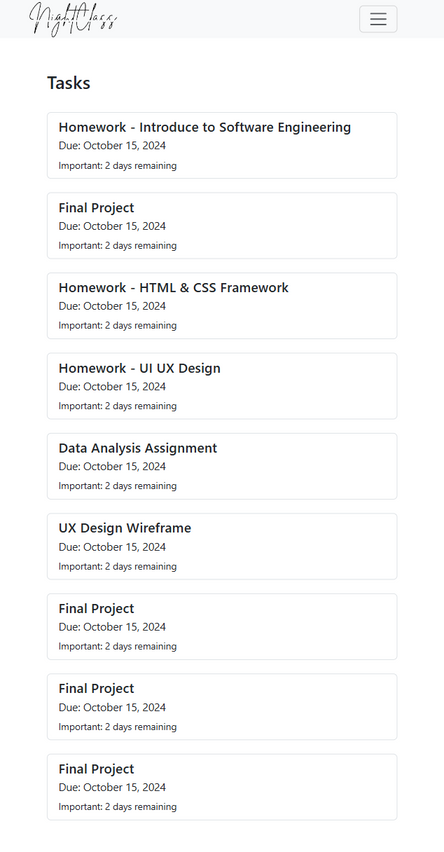 NightClass
Tasks
Homework - Introduce to Software Engineering
Due: October 15, 2024
Important: 2 days remaining
Final Project
Due: October 15, 2024
Important: 2 days remaining
Homework - HTML & CSS Framework
Due: October 15, 2024
Important: 2 days remaining
Homework - UI UX Design
Due: October 15, 2024
Important: 2 days remaining
Data Analysis Assignment
Due: October 15, 2024
Important: 2 days remaining
UX Design Wireframe
Due: October 15, 2024
Important: 2 days remaining
Final Project
Due: October 15, 2024
Important: 2 days remaining
Final Project
Due: October 15, 2024
Important: 2 days remaining
Final Project
Due: October 15, 2024
Important: 2 days remaining